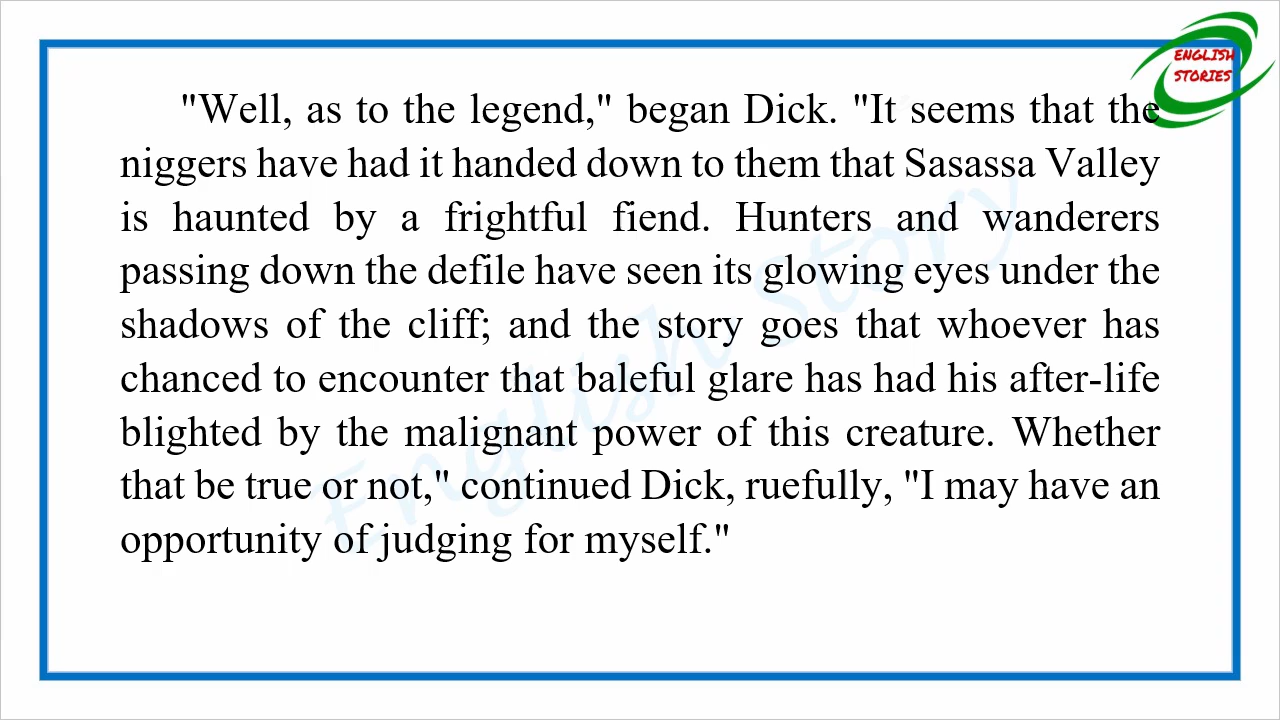 ENGLISH
STORIES
"Well, as to the legend," began Dick. "It seems that the
niggers have had it handed down to them that Sasassa Valley
is haunted by a frightful fiend. Hunters and wanderers
passing down the defile have seen its glowing eyes under the
shadows of the cliff; and the story goes that whoever has
chanced to encounter that baleful glare has had his after-life
blighted by the malignant power of this creature. Whether
that be true or not," continued Dick, ruefully, "I may have an
opportunity of judging for myself."
English Story